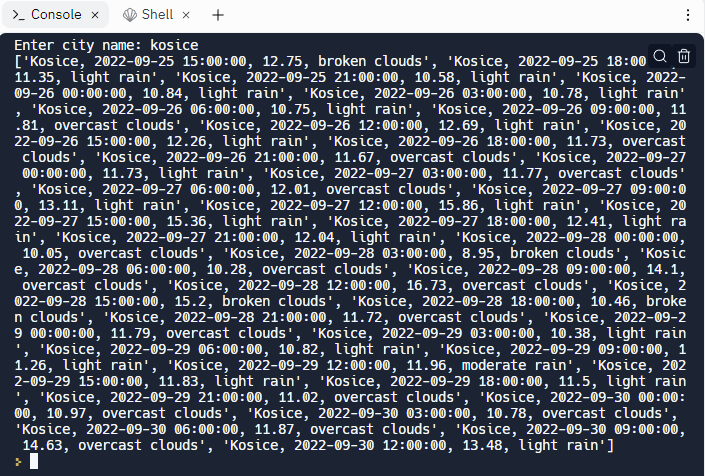 Console
Shell
Enter city name: kosice
['Kosice, 2022-09-25 15:00:00, 12.75, broken clouds', 'Kosice, 2022-09-25 18:00
11.35, light rain', 'Kosice, 2022-09-25 21:00:00, 10.58, light rain', 'Kosice, 2022-
09-26 00:00:00, 10.84, light rain', 'Kosice, 2022-09-26 03:00:00, 10.78, light rain'
, 'Kosice, 2022-09-26 06:00:00, 10.75, light rain', 'Kosice, 2022-09-26 09:00:00, 11
.81, overcast clouds', 'Kosice, 2022-09-26 12:00:00, 12.69, light rain', 'Kosice, 20
22-09-26 15:00:00, 12.26, light rain', 'Kosice, 2022-09-26 18:00:00, 11.73, overcast
clouds', 'Kosice, 2022-09-26 21:00:00, 11.67, overcast clouds', 'Kosice, 2022-09-27
00:00:00, 11.73, light rain', 'Kosice, 2022-09-27 03:00:00, 11.77, overcast clouds'
, 'Kosice, 2022-09-27 06:00:00, 12.01, overcast clouds', 'Kosice, 2022-09-27 09:00:0
0, 13.11, light rain', 'Kosice, 2022-09-27 12:00:00, 15.86, light rain', 'Kosice, 20
22-09-27 15:00:00, 15.36, light rain', 'Kosice, 2022-09-27 18:00:00, 12.41, light ra
in', 'Kosice, 2022-09-27 21:00:00, 12.04, light rain', 'Kosice, 2022-09-28 00:00:00,
10.05, overcast clouds', 'Kosice, 2022-09-28 03:00:00, 8.95, broken clouds', 'Kosic
e, 2022-09-28 06:00:00, 10.28, overcast clouds', 'Kosice, 2022-09-28 09:00:00, 14.1,
overcast clouds', 'Kosice, 2022-09-28 12:00:00, 16.73, overcast clouds', 'Kosice, 2
022-09-28 15:00:00, 15.2, broken clouds', 'Kosice, 2022-09-28 18:00:00, 10.46, broke
n clouds', 'Kosice, 2022-09-28 21:00:00, 11.72, overcast clouds', 'Kosice, 2022-09-2
9 00:00:00, 11.79, overcast clouds', 'Kosice, 2022-09-29 03:00:00, 10.38, light rain
', 'Kosice, 2022-09-29 06:00:00, 10.82, light rain', 'Kosice, 2022-09-29 09:00:00, 1
1.26, light rain', 'Kosice, 2022-09-29 12:00:00, 11.96, moderate rain', 'Kosice, 202
2-09-29 15:00:00, 11.83, light rain', 'Kosice, 2022-09-29 18:00:00, 11.5, light rain
', 'Kosice, 2022-09-29 21:00:00, 11.02, overcast clouds', 'Kosice, 2022-09-30 00:00:
00, 10.97, overcast clouds', 'Kosice, 2022-09-30 03:00:00, 10.78, overcast clouds',
'Kosice, 2022-09-30 06:00:00, 11.87, overcast clouds', 'Kosice, 2022-09-30 09:00:00,
14.63, overcast clouds', 'Kosice, 2022-09-30 12:00:00, 13.48, light rain']